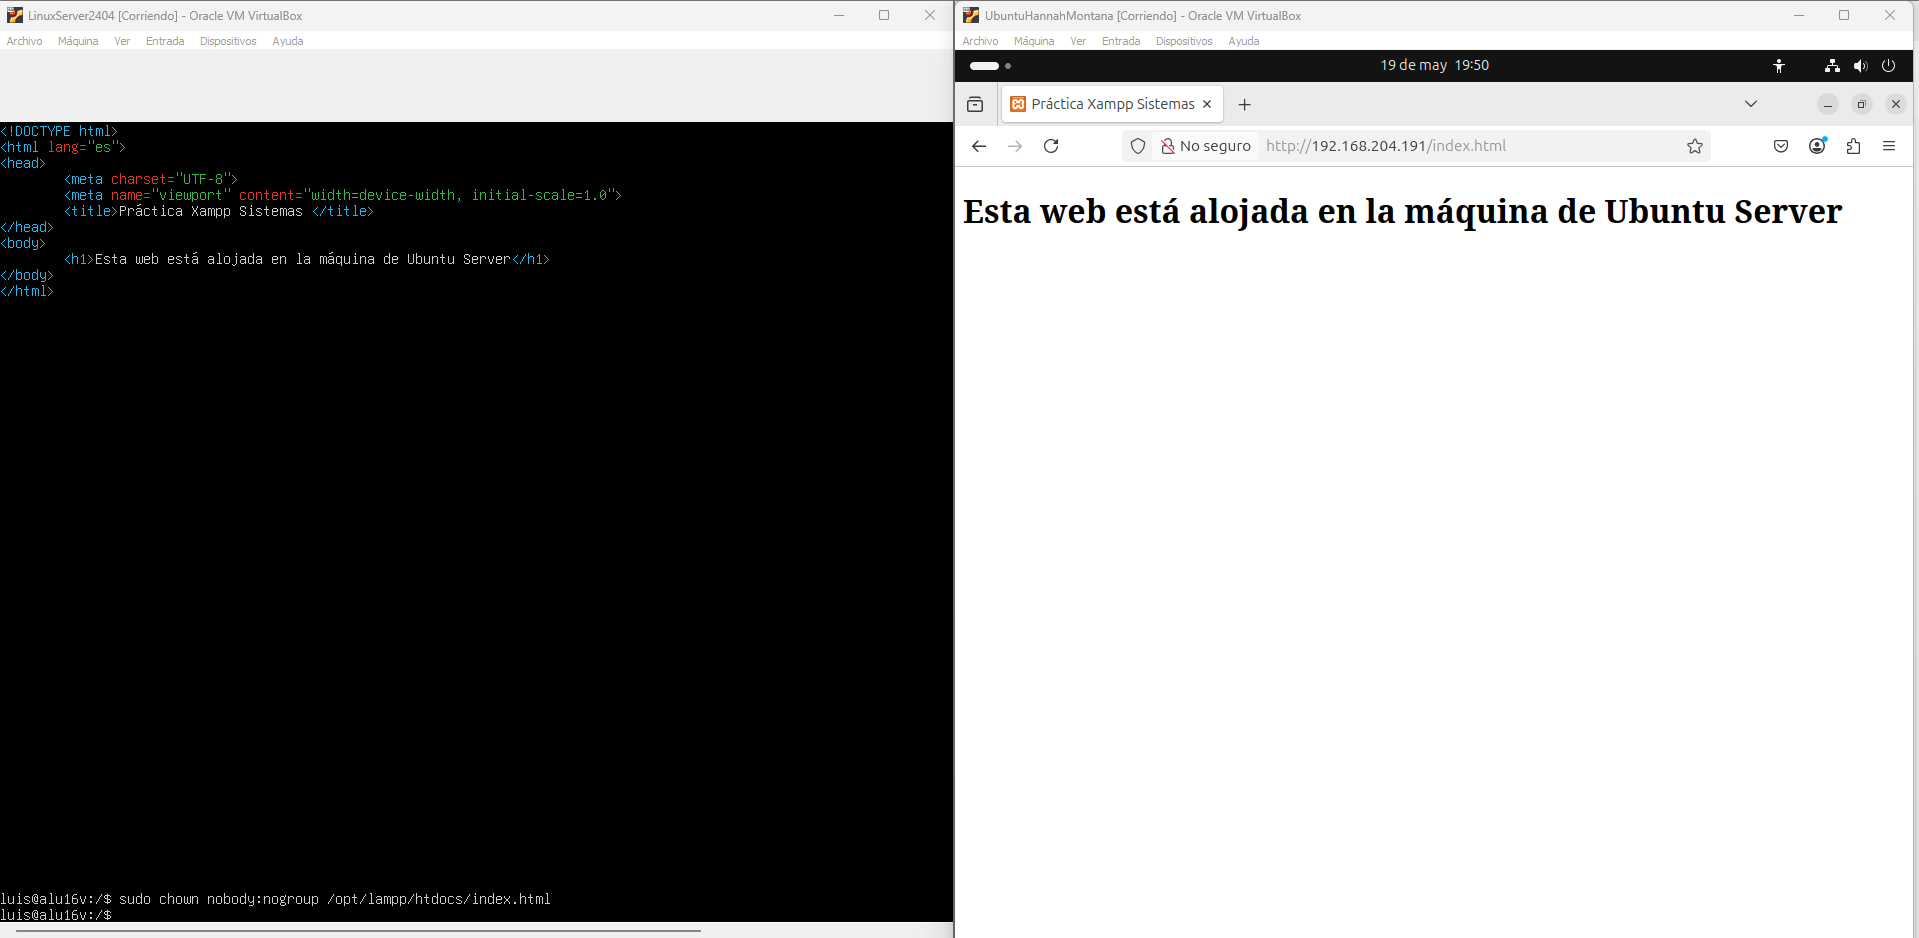 LinuxServer2404 [Corriendo] - Oracle VM VirtualBox
Archivo Máquina Ver Entrada Dispositivos Ayuda
<!DOCTYPE html>
<html lang="es">
<head>
<meta charset="UTF-8">
<meta name="viewport" content="width=device-width, initial-scale=1.0">
<title>Práctica Xampp Sistemas </title>
</head>
<body>
<h1>Esta web está alojada en la máquina de Ubuntu Server</h1>
</body>
</html>
luis@alu16v:/$ sudo chown nobody:nogroup /opt/lampp/htdocs/index.html
luis@alu16v:/$
UbuntuHannahMontana [Corriendo] - Oracle VM VirtualBox
Archivo Máquina Ver Entrada Dispositivos Ayuda
19 de may 19:50
Práctica Xampp Sistemas
No seguro http://192.168.204.191/index.html
Esta web está alojada en la máquina de Ubuntu Server